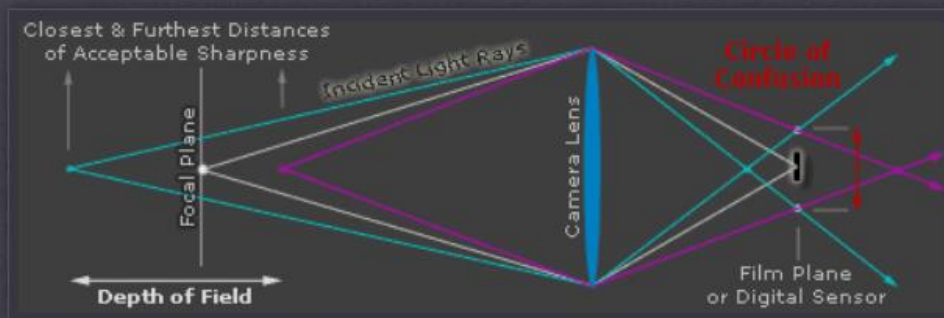 Closest & Furthest Distances
of Acceptable Sharpness
Incident Light Rays
Circle of
Confusion
Focal Plane
Camera Lens
Depth of Field
Film Plane
or Digital Sensor